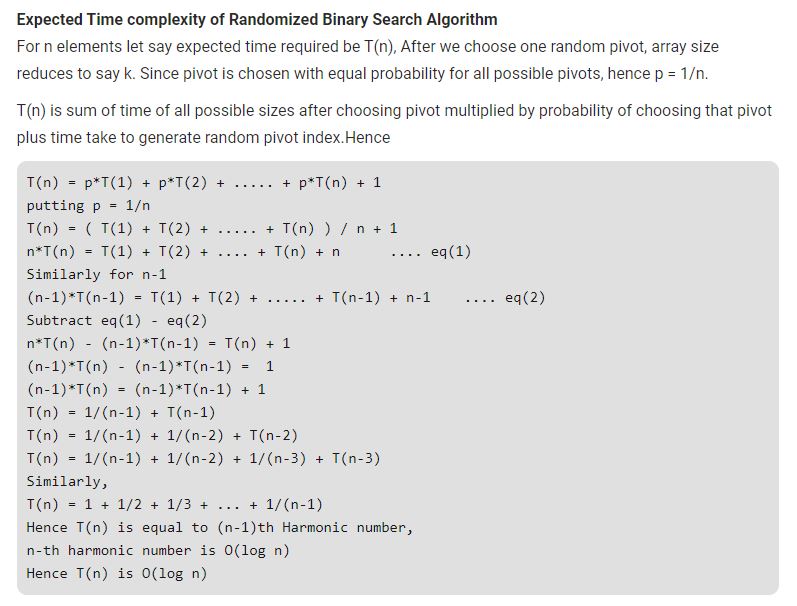 Expected Time complexity of Randomized Binary Search Algorithm
For n elements let say expected time required be T(n), After we choose one random pivot, array size
reduces to say k. Since pivot is chosen with equal probability for all possible pivots, hence p = 1/n.
T(n) is sum of time of all possible sizes after choosing pivot multiplied by probability of choosing that pivot
plus time take to generate random pivot index.Hence
T(n) = p*T(1) + p*T(2) + ..... + p*T(n) + 1
putting p = 1/n
T(n) = ( T(1) + T(2) + ..... + T(n) ) / n + 1
n*T(n) = T(1) + T(2) + .... + T(n) + n      .... eq(1)
Similarly for n-1
(n-1)*T(n-1) = T(1) + T(2) + ..... + T(n-1) + n-1    .... eq(2)
Subtract eq(1) - eq(2)
n*T(n) - (n-1)*T(n-1) = T(n) + 1
(n-1)*T(n) - (n-1)*T(n-1) =  1
(n-1)*T(n) = (n-1)*T(n-1) + 1
T(n) = 1/(n-1) + T(n-1)
T(n) = 1/(n-1) + 1/(n-2) + T(n-2)
T(n) = 1/(n-1) + 1/(n-2) + 1/(n-3) + T(n-3)
Similarly,
T(n) = 1 + 1/2 + 1/3 + ... + 1/(n-1)
Hence T(n) is equal to (n-1)th Harmonic number,
n-th harmonic number is O(log n)
Hence T(n) is O(log n)